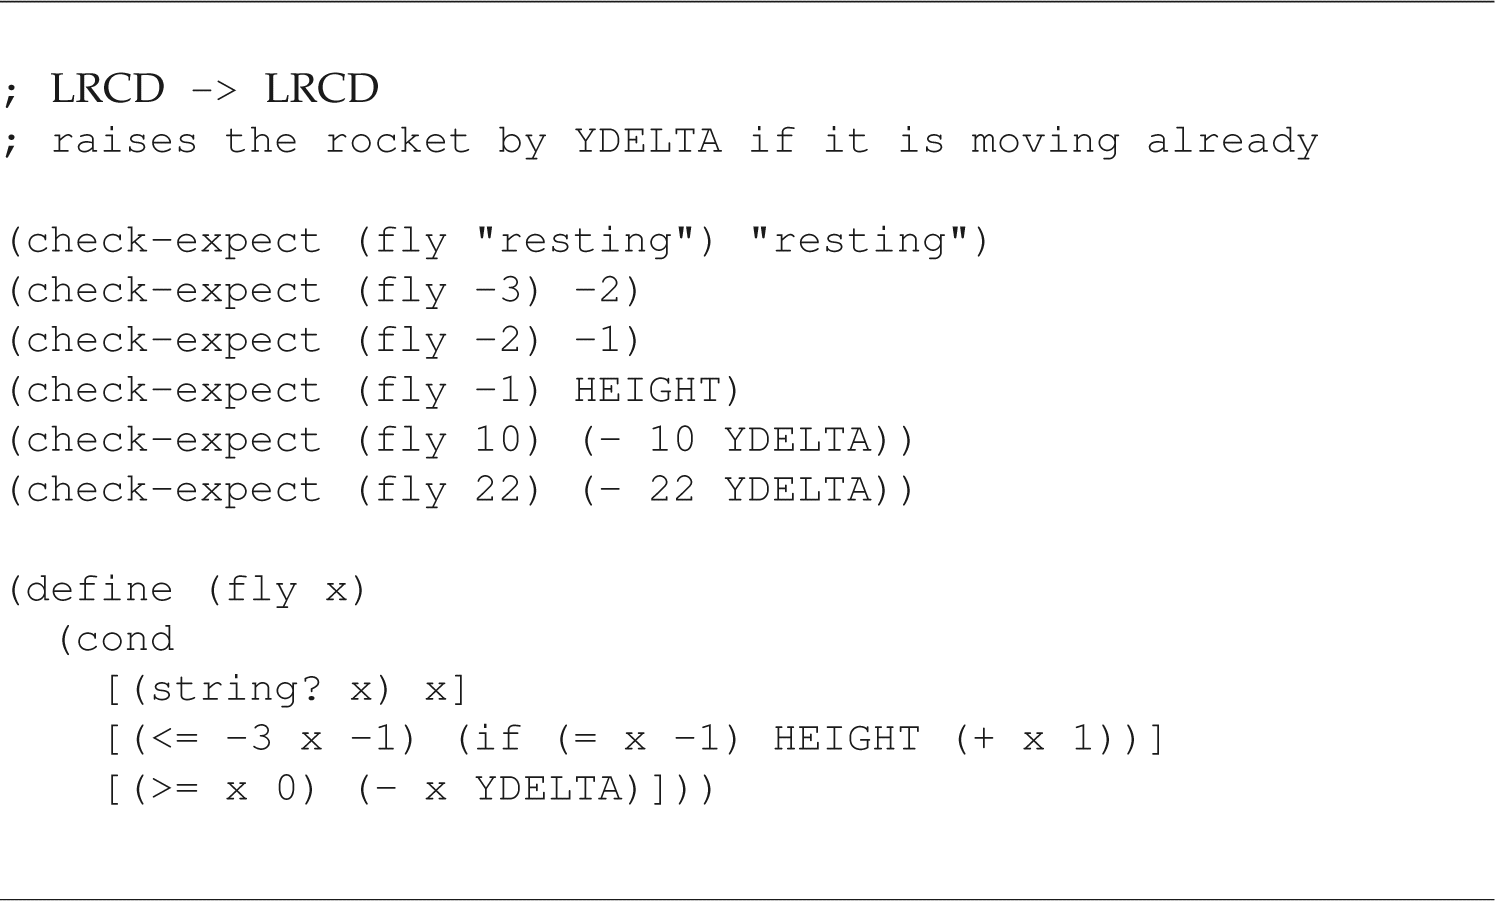 ; LRCD -> LRCD
; raises the rocket by YDELTA if it is moving already
(check-expect (fly "resting") "resting")
(check-expect (fly -3) -2)
(check-expect (fly -2) -1)
(check-expect (fly -1) HEIGHT)
(check-expect (fly 10) (- 10 YDELTA))
(check-expect (fly 22) (- 22 YDELTA))
(define (fly x)
(cond
[(string? x) x]
[(<= -3 x -1) (if (= x -1) HEIGHT (+ x 1))]
[(>= x 0) (- x YDELTA)]))